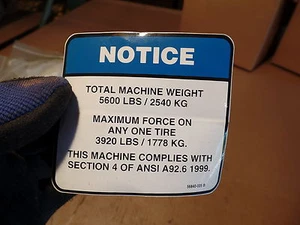 NOTICE
TOTAL MACHINE WEIGHT
5600 LBS / 2540 KG
MAXIMUM FORCE ON
ANY ONE TIRE
3920 LBS / 1778 KG.
THIS MACHINE COMPLIES WITH
SECTION 4 OF ANSI A92.6 1999.